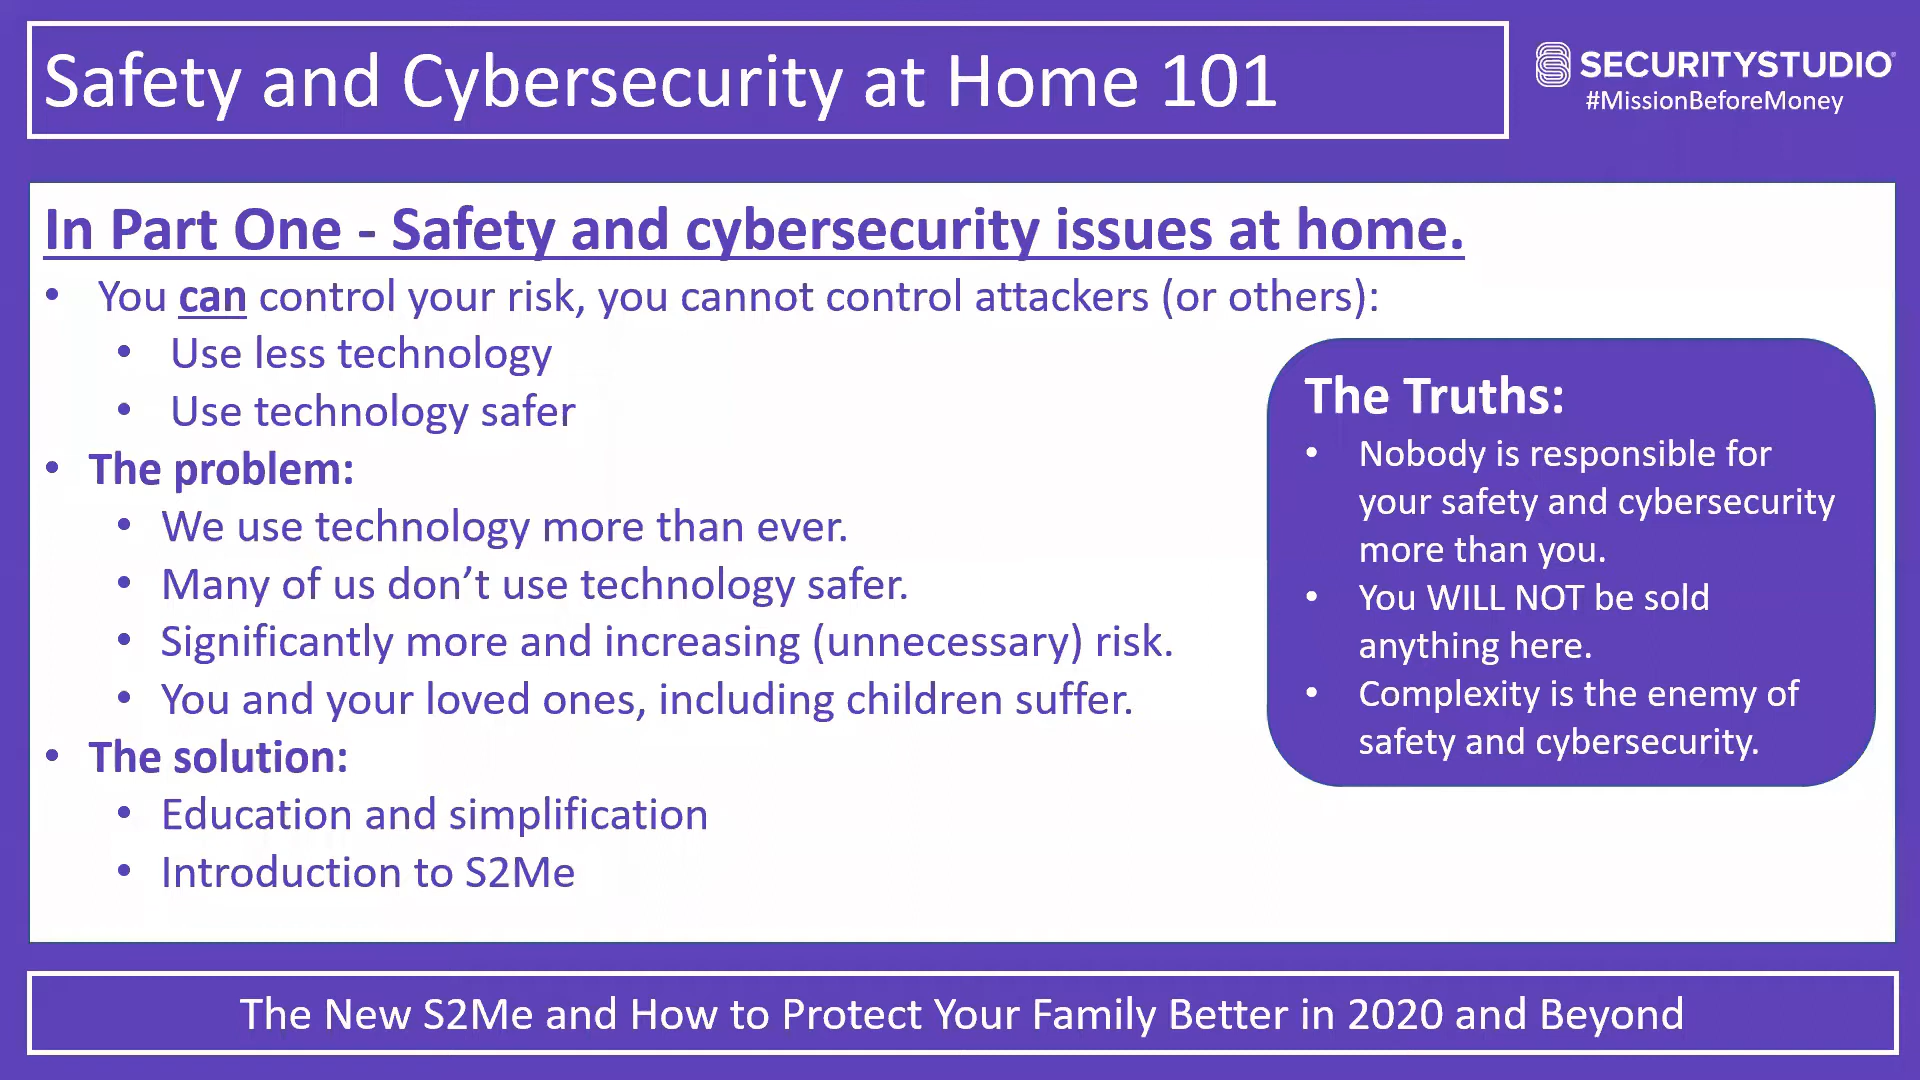 Safety and Cybersecurity at Home 101
SECURITYSTUDIO
#MissionBeforeMoney
In Part One - Safety and cybersecurity issues at home.
• You can control your risk, you cannot control attackers (or others):
• Use less technology
• Use technology safer
• The problem:
• We use technology more than ever.
• Many of us don’t use technology safer.
• Significantly more and increasing (unnecessary) risk.
• You and your loved ones, including children suffer.
• The solution:
• Education and simplification
• Introduction to S2Me
The Truths:
• Nobody is responsible for
your safety and cybersecurity
more than you.
• You WILL NOT be sold
anything here.
• Complexity is the enemy of
safety and cybersecurity.
The New S2Me and How to Protect Your Family Better in 2020 and Beyond